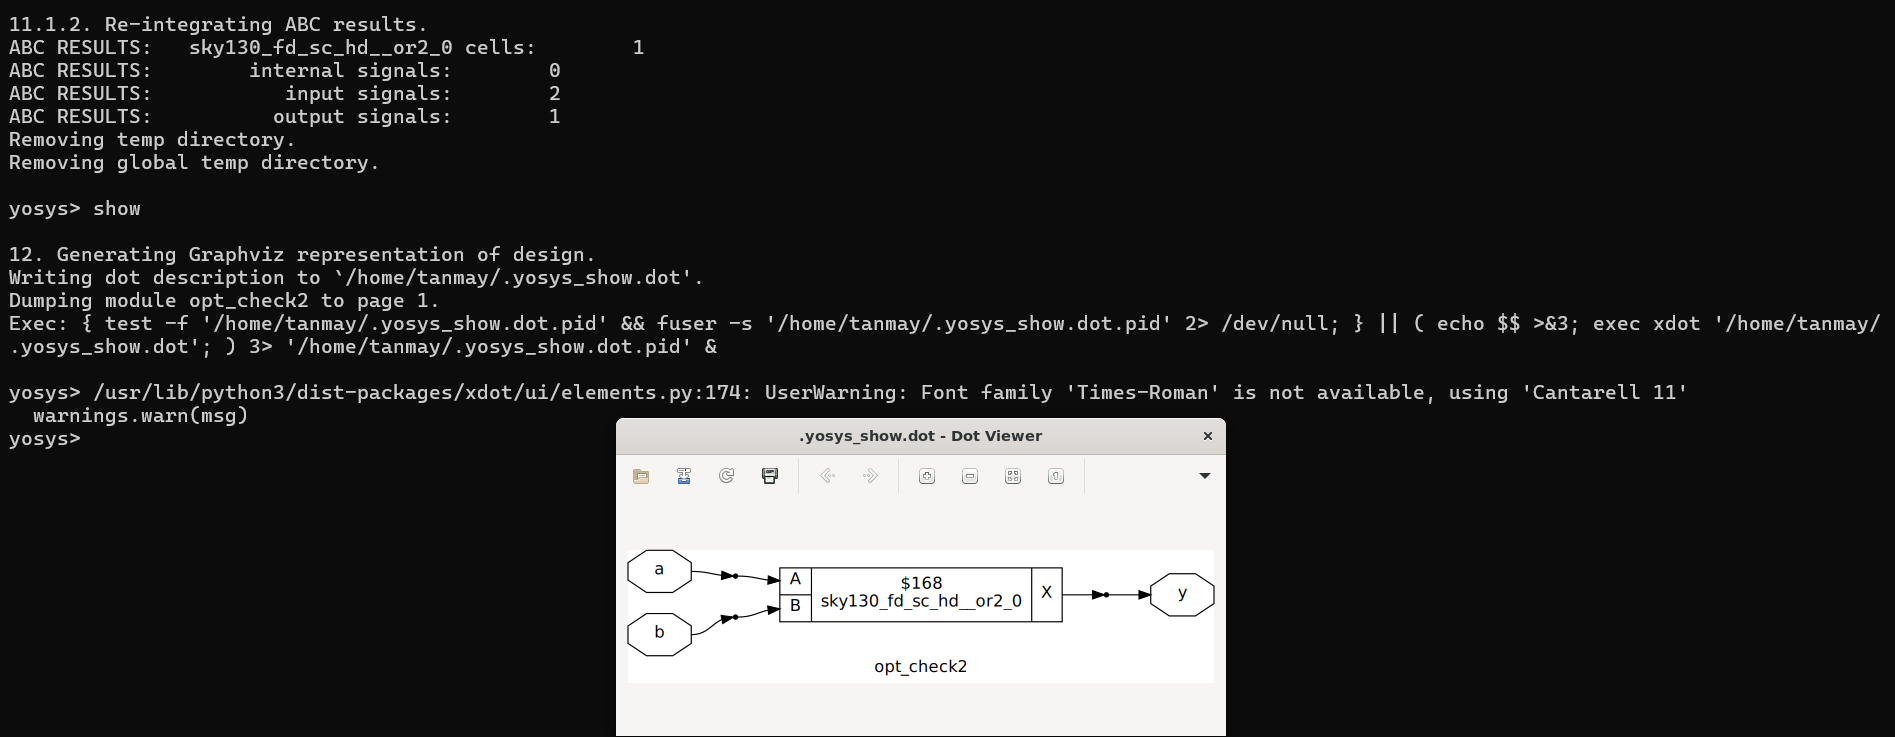 11.1.2. Re-integrating ABC results.
ABC RESULTS:   sky130_fd_sc_hd__or2_0 cells:        1
ABC RESULTS:        internal signals:        0
ABC RESULTS:           input signals:        2
ABC RESULTS:          output signals:        1
Removing temp directory.
Removing global temp directory.
yosys> show
12. Generating Graphviz representation of design.
Writing dot description to `/home/tanmay/.yosys_show.dot'.
Dumping module opt_check2 to page 1.
Exec: { test -f '/home/tanmay/.yosys_show.dot.pid' && fuser -s '/home/tanmay/.yosys_show.dot.pid' 2> /dev/null; } || ( echo $$ >&3; exec xdot '/home/tanmay/
.yosys_show.dot'; ) 3> '/home/tanmay/.yosys_show.dot.pid' &
yosys> /usr/lib/python3/dist-packages/xdot/ui/elements.py:174: UserWarning: Font family 'Times-Roman' is not available, using 'Cantarell 11'
  warnings.warn(msg)
yosys>
.yosys_show.dot - Dot Viewer
a
b
A
B
$168
sky130_fd_sc_hd__or2_0
X
y
opt_check2